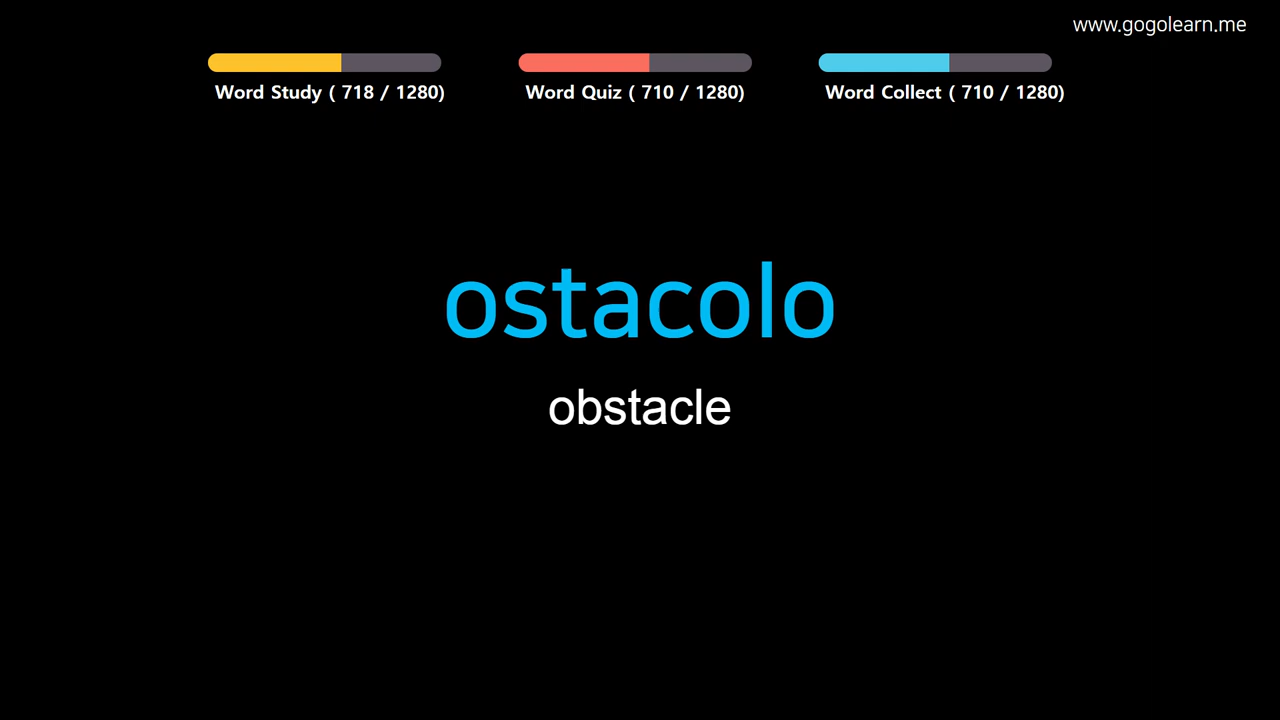 www.gogolearn.me
Word Study ( 718 / 1280)
Word Quiz ( 710 / 1280)
Word Collect ( 710 / 1280)
ostacolo
obstacle